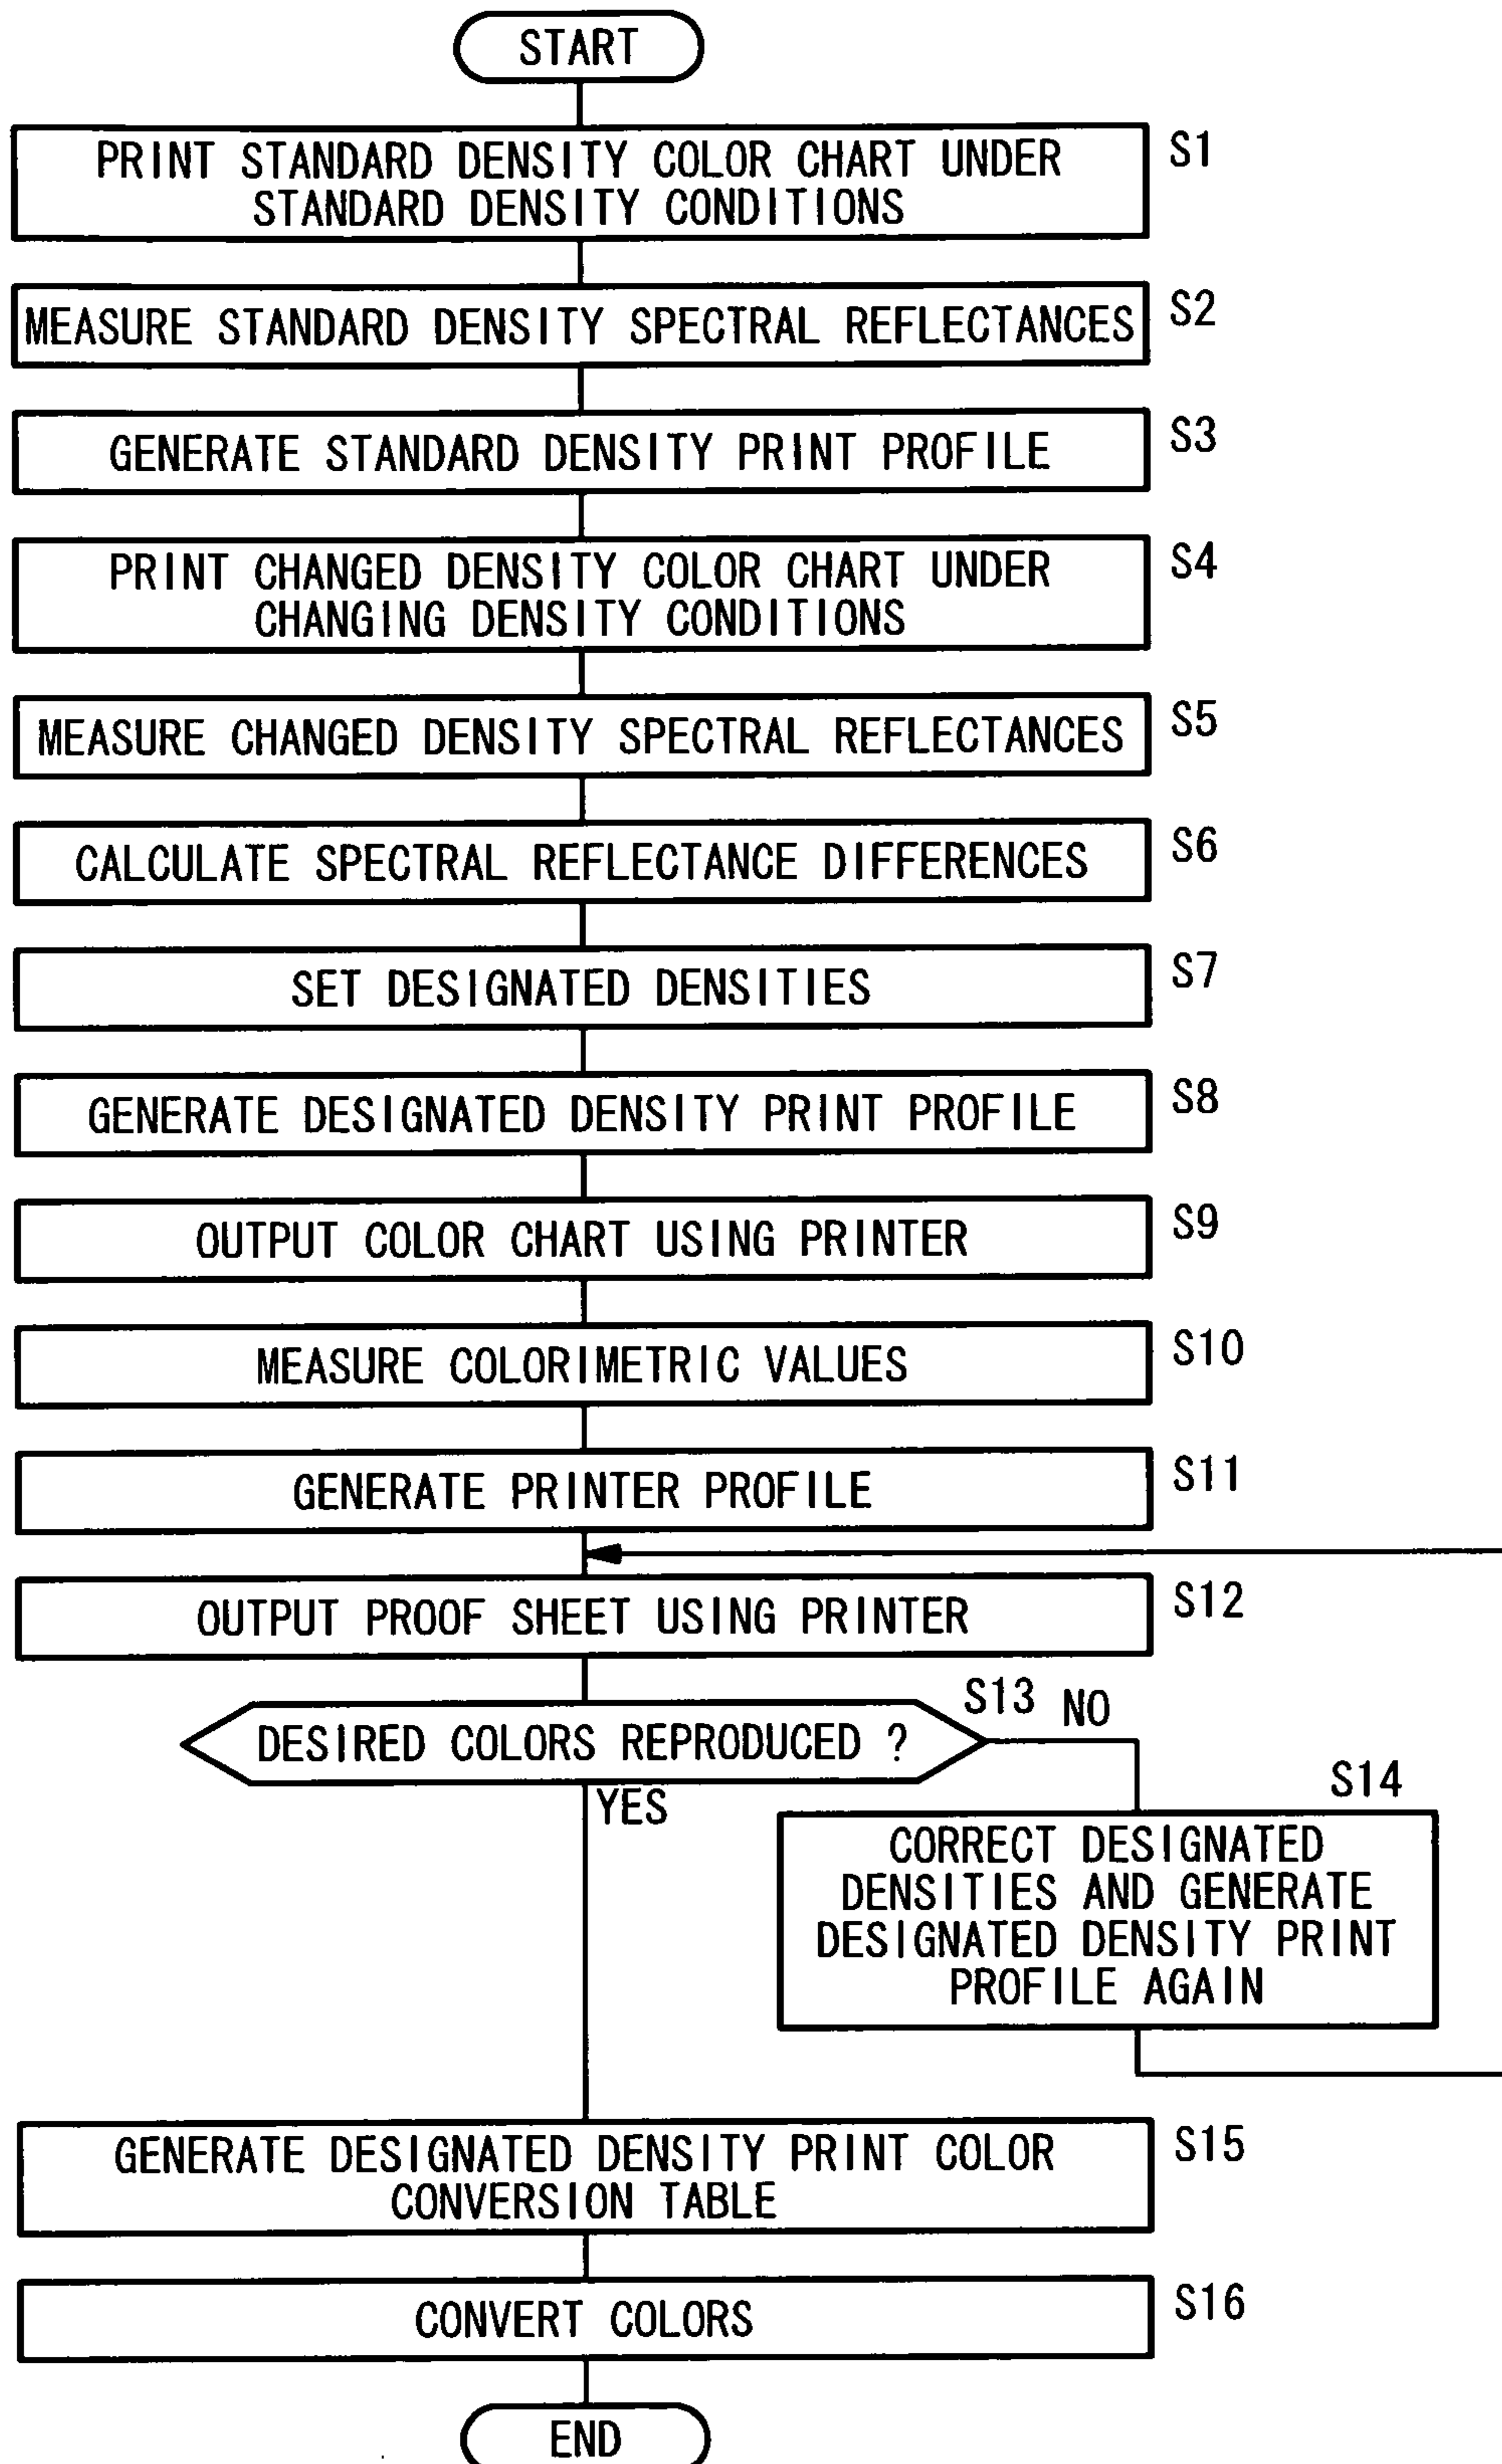 START
PRINT STANDARD DENSITY COLOR CHART UNDER
STANDARD DENSITY CONDITIONS
S1
MEASURE STANDARD DENSITY SPECTRAL REFLECTANCES
S2
GENERATE STANDARD DENSITY PRINT PROFILE
S3
PRINT CHANGED DENSITY COLOR CHART UNDER
CHANGING DENSITY CONDITIONS
S4
MEASURE CHANGED DENSITY SPECTRAL REFLECTANCES
S5
CALCULATE SPECTRAL REFLECTANCE DIFFERENCES
S6
SET DESIGNATED DENSITIES
S7
GENERATE DESIGNATED DENSITY PRINT PROFILE
S8
OUTPUT COLOR CHART USING PRINTER
S9
MEASURE COLORIMETRIC VALUES
S10
GENERATE PRINTER PROFILE
S11
OUTPUT PROOF SHEET USING PRINTER
S12
DESIRED COLORS REPRODUCED ?
S13
NO
YES
S14
CORRECT DESIGNATED
DENSITIES AND GENERATE
DESIGNATED DENSITY PRINT
PROFILE AGAIN
GENERATE DESIGNATED DENSITY PRINT COLOR
CONVERSION TABLE
S15
CONVERT COLORS
S16
END